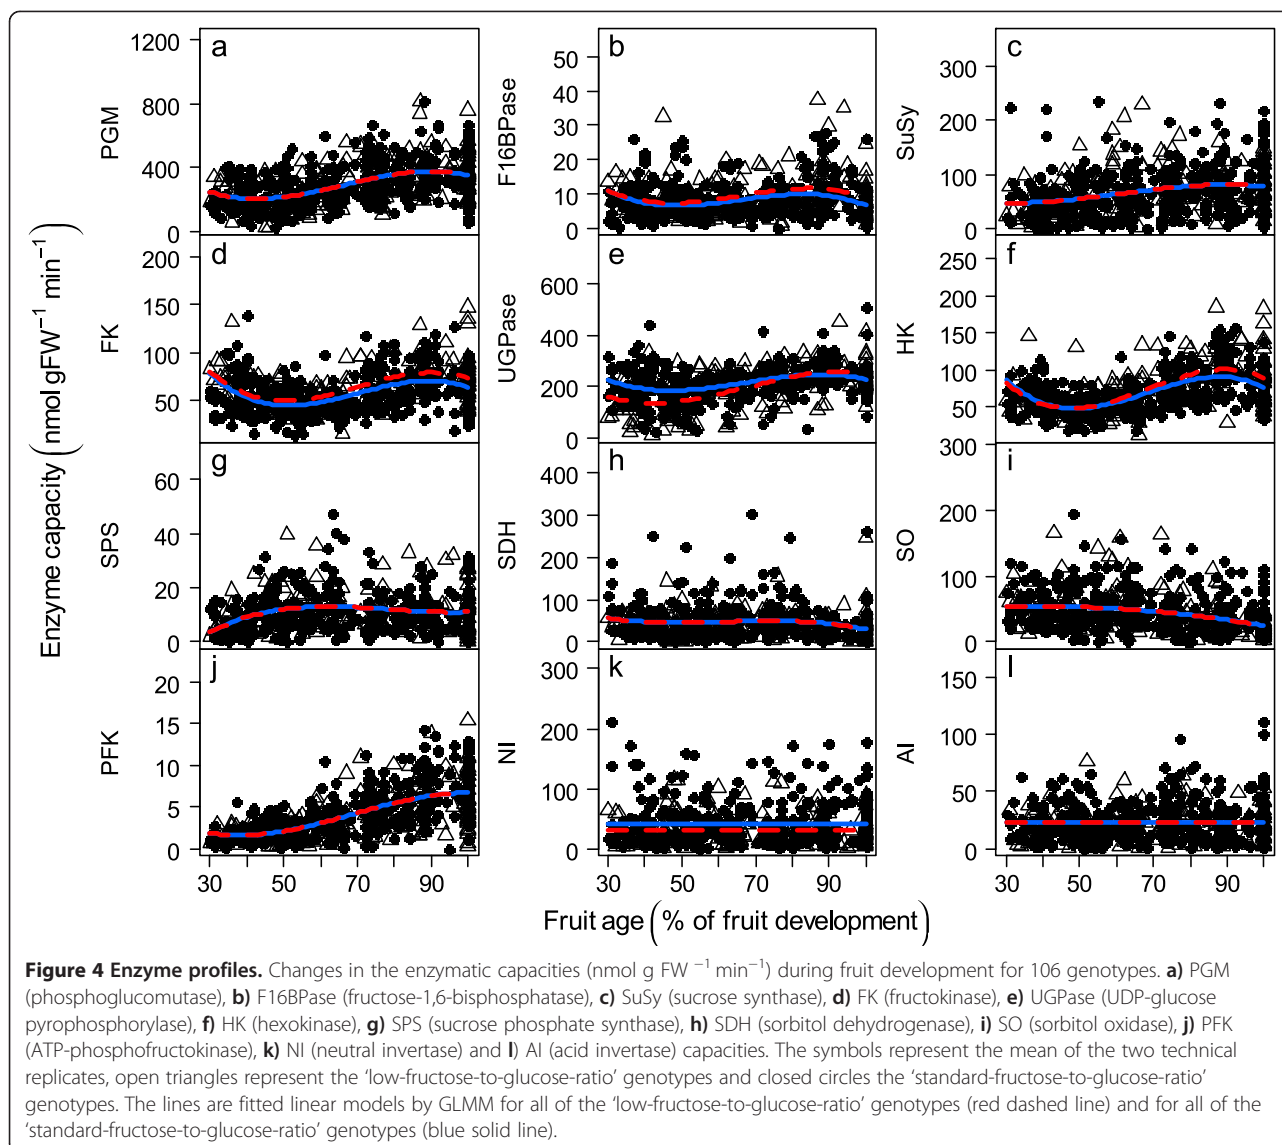 a
b
c
PGM
1200
800
400
0
F16BPase
50
40
30
20
10
0
SuSy
300
200
100
0
d
e
f
FK
200
150
100
50
UGPase
600
400
200
0
HK
250
200
150
100
50
g
h
i
SPS
60
40
20
0
SDH
400
300
200
100
0
SO
300
200
100
0
j
k
l
PFK
20
15
10
5
0
NI
300
200
100
0
AI
150
100
50
0
30 50 70 90
30 50 70 90
30 50 70 90
Enzyme capacity (nmol gFW⁻¹ min⁻¹)
Fruit age (% of fruit development)
Figure 4 Enzyme profiles. Changes in the enzymatic capacities (nmol g FW ⁻¹ min⁻¹) during fruit development for 106 genotypes. a) PGM
(phosphoglucomutase), b) F16BPase (fructose-1,6-bisphosphatase), c) SuSy (sucrose synthase), d) FK (fructokinase), e) UGPase (UDP-glucose
pyrophosphorylase), f) HK (hexokinase), g) SPS (sucrose phosphate synthase), h) SDH (sorbitol dehydrogenase), i) SO (sorbitol oxidase), j) PFK
(ATP-phosphofructokinase), k) NI (neutral invertase) and l) AI (acid invertase) capacities. The symbols represent the mean of the two technical
replicates, open triangles represent the ‘low-fructose-to-glucose-ratio’ genotypes and closed circles the ‘standard-fructose-to-glucose-ratio’
genotypes. The lines are fitted linear models by GLMM for all of the ‘low-fructose-to-glucose-ratio’ genotypes (red dashed line) and for all of the
‘standard-fructose-to-glucose-ratio’ genotypes (blue solid line).